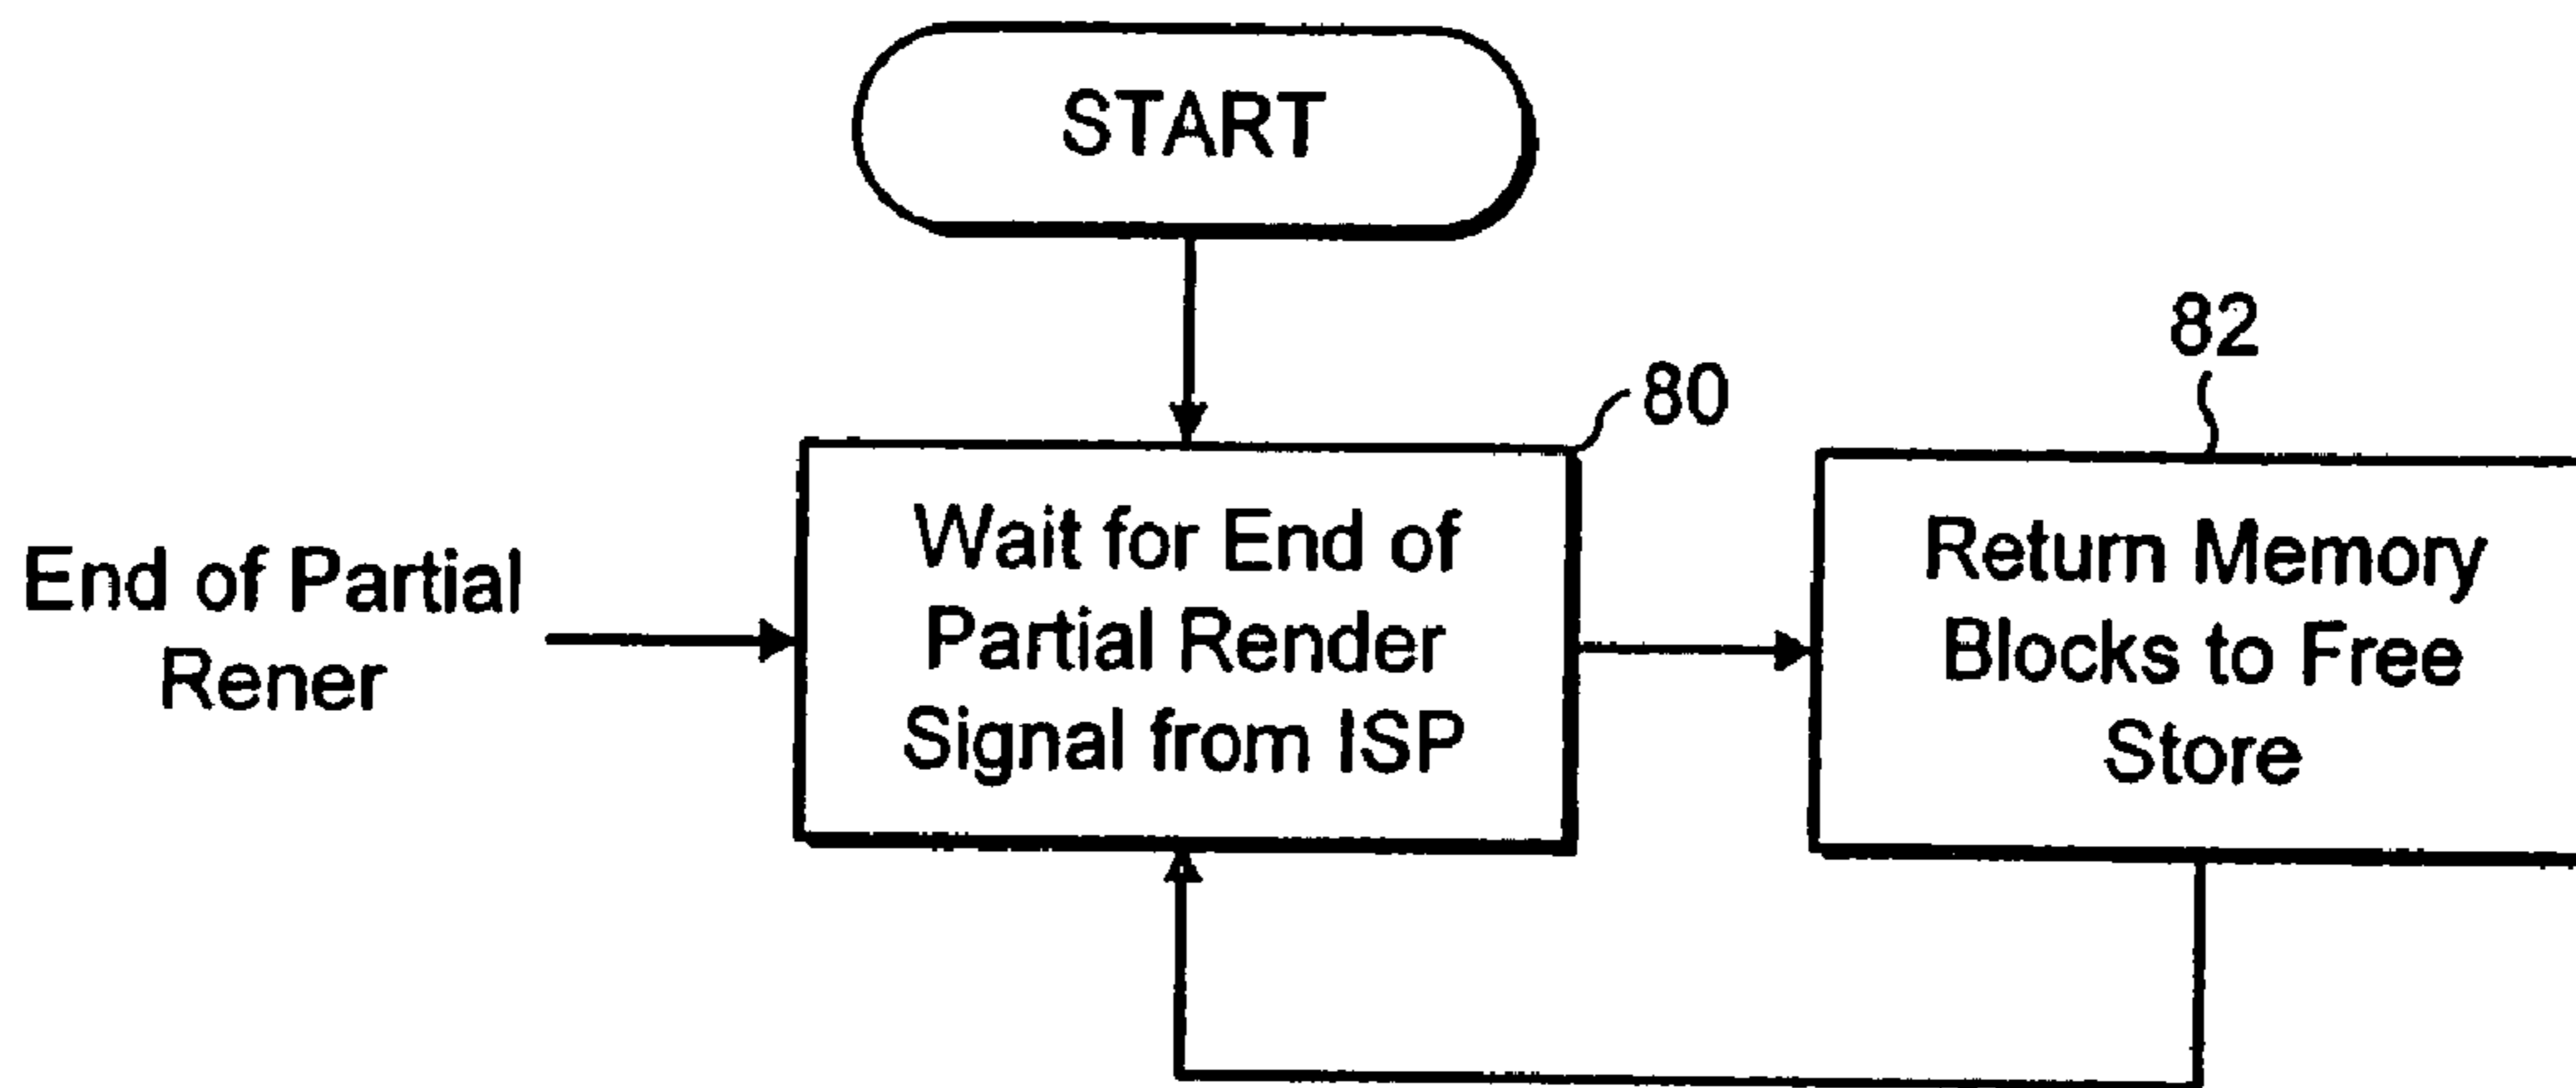 START
80
82
End of Partial
Rener
Wait for End of
Partial Render
Signal from ISP
Return Memory
Blocks to Free
Store